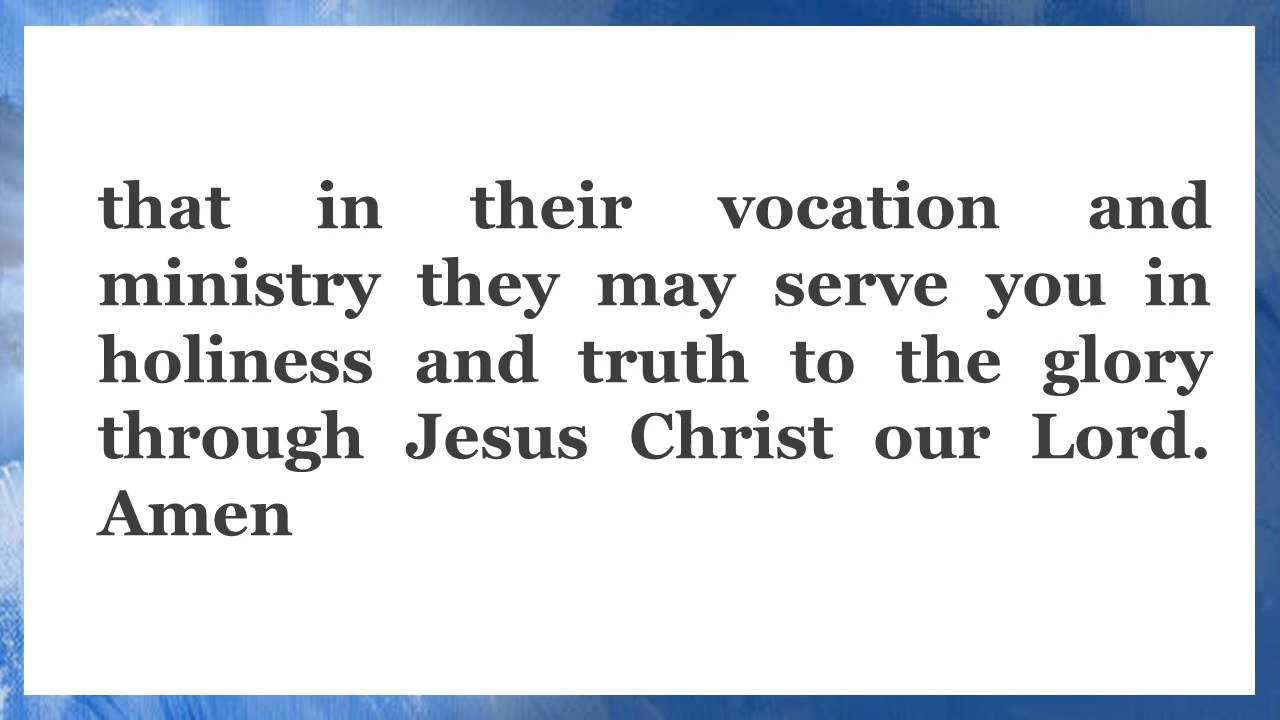 that in their vocation and
ministry they may serve you in
holiness and truth to the glory
through Jesus Christ our Lord.
Amen